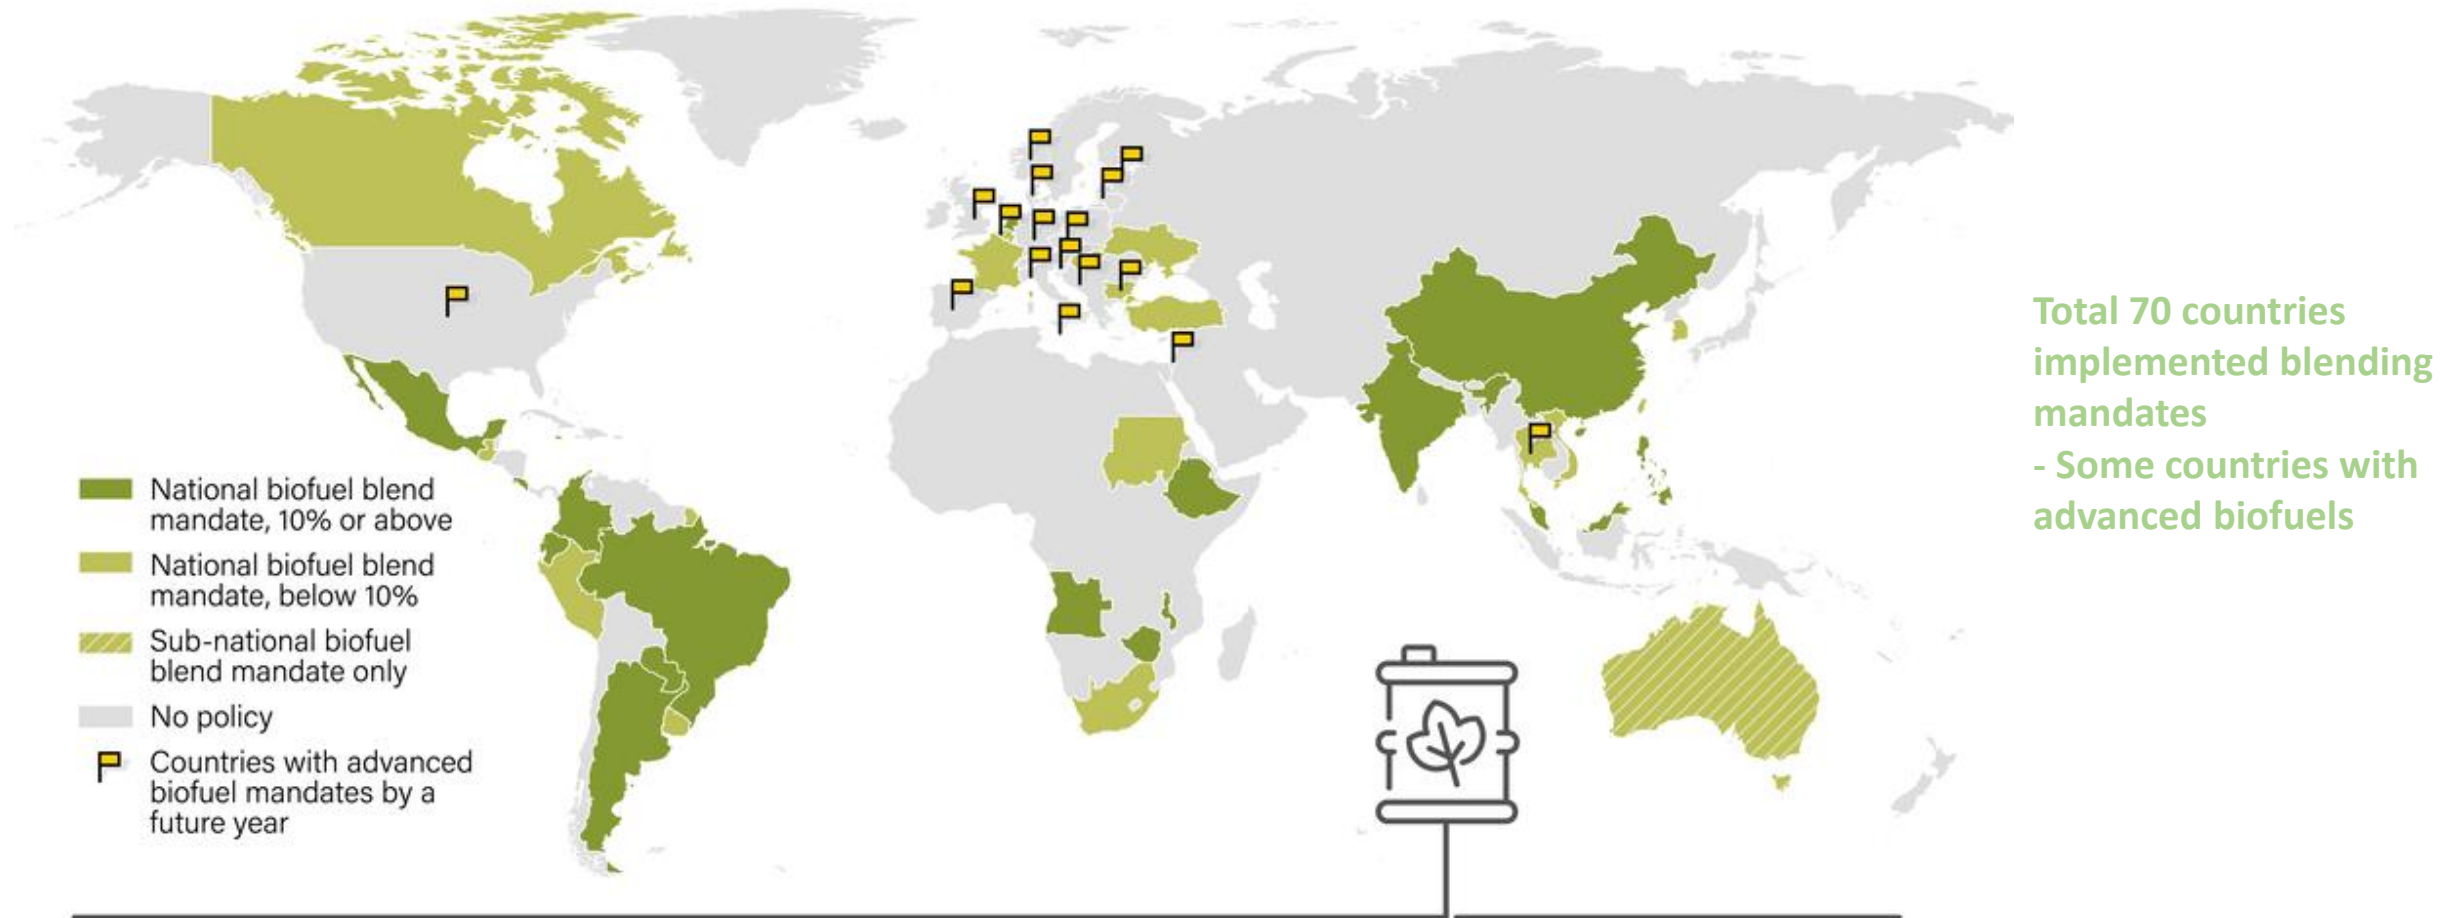 National biofuel blend
mandate, 10% or above
National biofuel blend
mandate, below 10%
Sub-national biofuel
blend mandate only
No policy
Countries with advanced
biofuel mandates by a
future year
Total 70 countries
implemented blending
mandates
- Some countries with
advanced biofuels